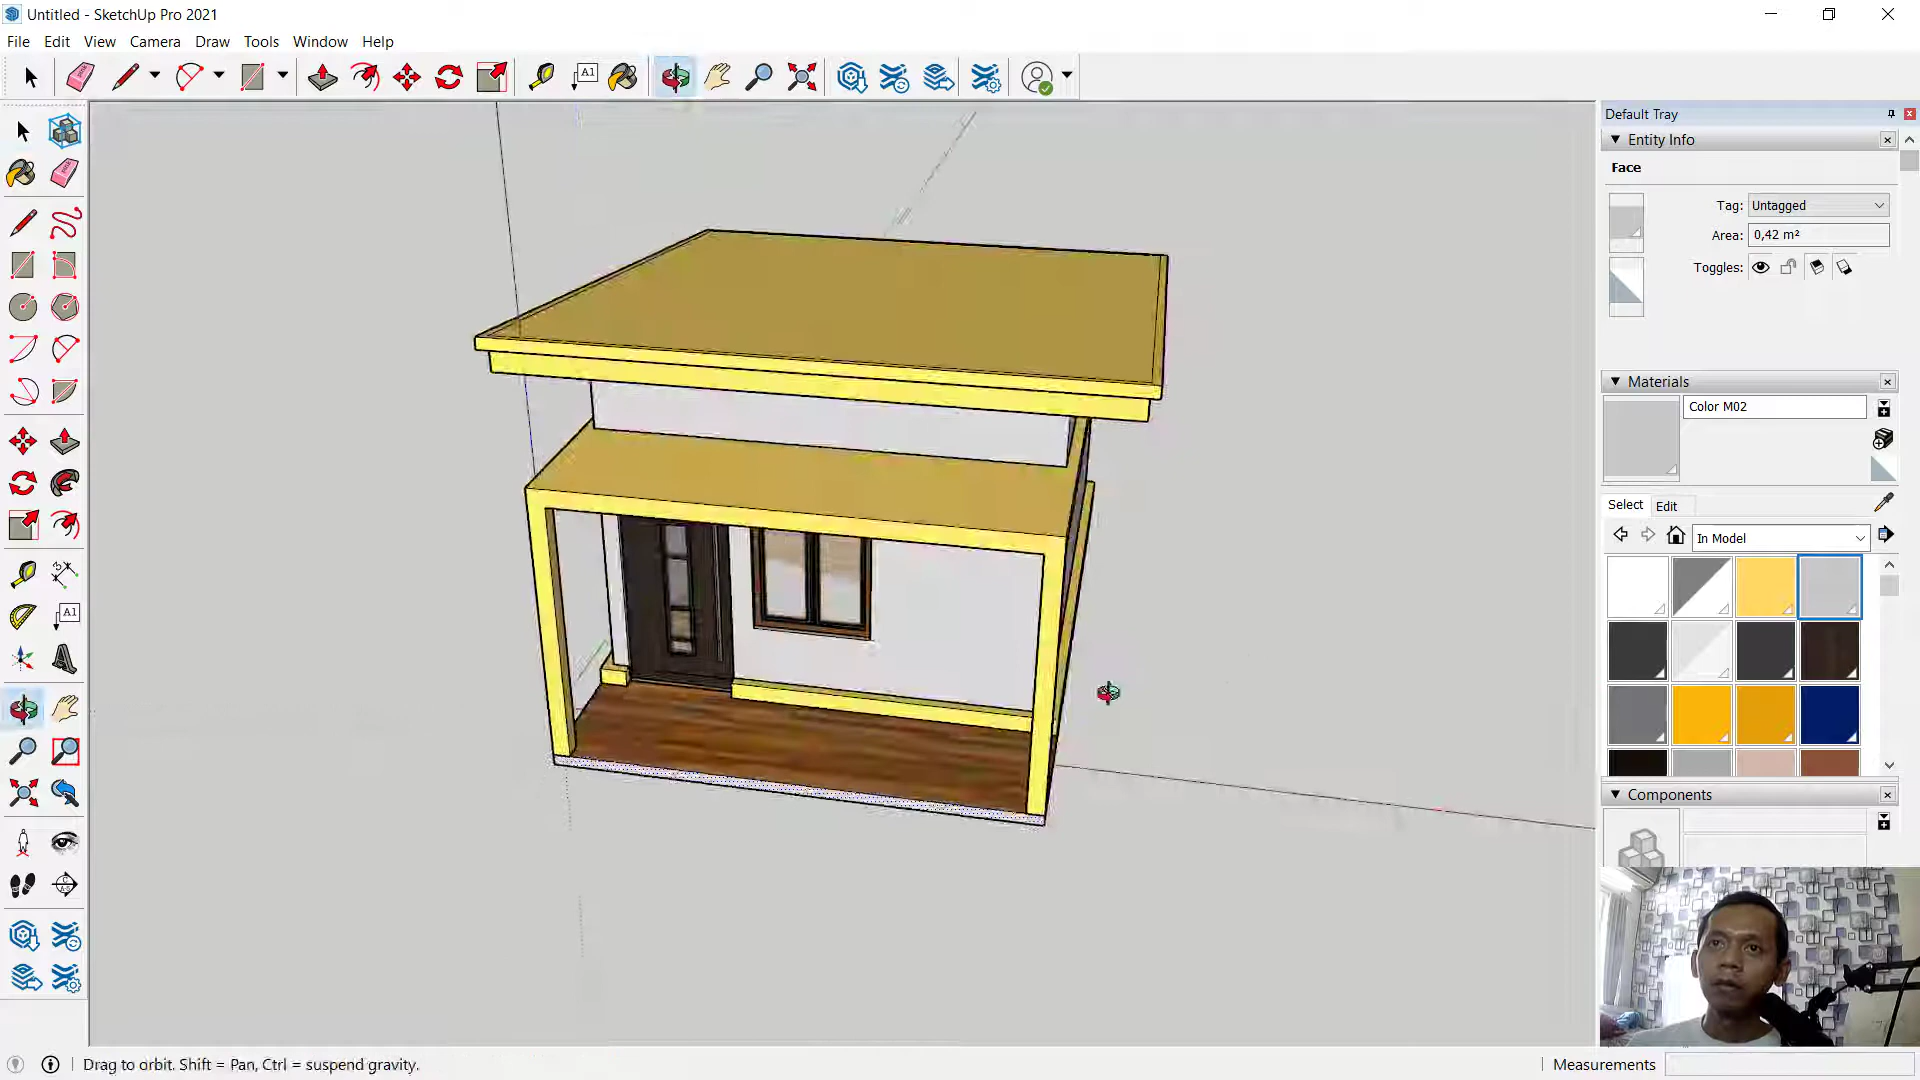 Untitled - SketchUp Pro 2021
File Edit View Camera Draw Tools Window Help
A1
Default Tray
Entity Info
Face
Tag: Untagged
Area: 0,42 m²
Toggles:
Materials
Color M02
Select Edit
In Model
Components
A1
Drag to orbit. Shift = Pan, Ctrl = suspend gravity.
Measurements